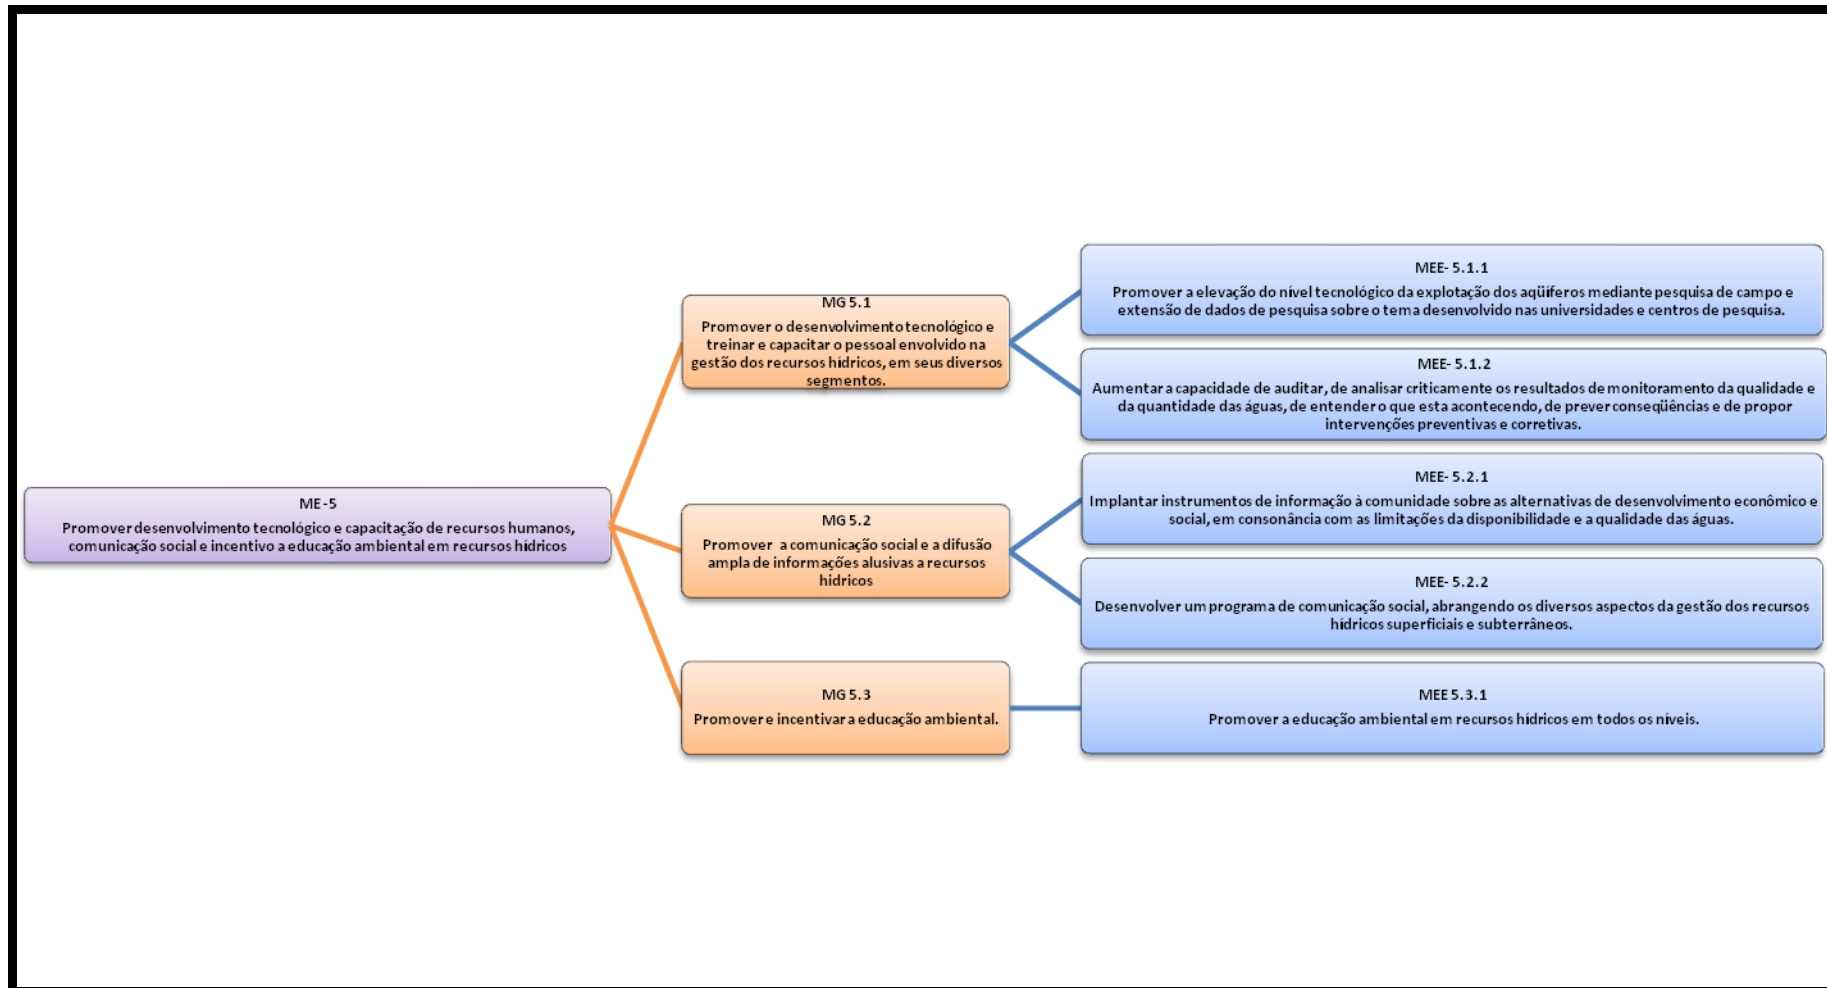 ME-5
Promover desenvolvimento tecnológico e capacitação de recursos humanos,
comunicação social e incentivo a educação ambiental em recursos hídricos
MG 5.1
Promover o desenvolvimento tecnológico e
treinar e capacitar o pessoal envolvido na
gestão dos recursos hídricos, em seus diversos
segmentos.
MEE- 5.1.1
Promover a elevação do nível tecnológico da explotação dos aqüíferos mediante pesquisa de campo e
extensão de dados de pesquisa sobre o tema desenvolvido nas universidades e centros de pesquisa.
MEE- 5.1.2
Aumentar a capacidade de auditar, de analisar criticamente os resultados de monitoramento da qualidade e
da quantidade das águas, de entender o que esta acontecendo, de prever conseqüências e de propor
intervenções preventivas e corretivas.
MG 5.2
Promover a comunicação social e a difusão
ampla de informações alusivas a recursos
hídricos
MEE- 5.2.1
Implantar instrumentos de informação à comunidade sobre as alternativas de desenvolvimento econômico e
social, em consonância com as limitações da disponibilidade e a qualidade das águas.
MEE- 5.2.2
Desenvolver um programa de comunicação social, abrangendo os diversos aspectos da gestão dos recursos
hídricos superficiais e subterrâneos.
MG 5.3
Promover e incentivar a educação ambiental.
MEE 5.3.1
Promover a educação ambiental em recursos hídricos em todos os níveis.